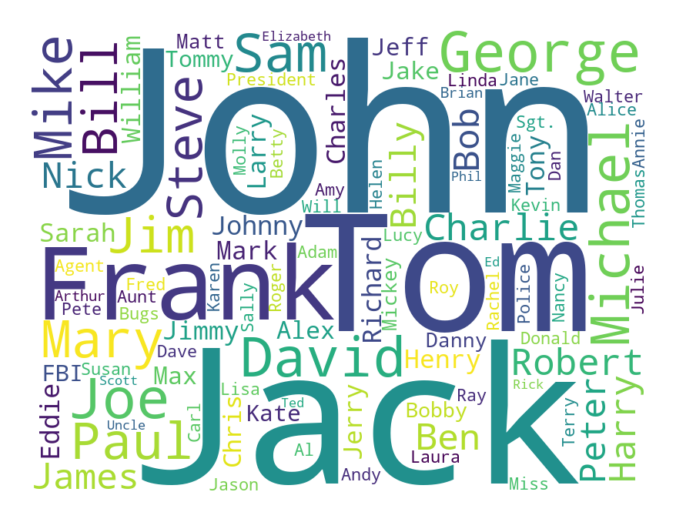 Elizabeth
Matt
Jeff
Sam
George
Mike
Bill
William
Tommy
John
President
Charles
Jake
Linda
Jane
Brian
Walter
Alice
Steve
Molly
Larry
Betty
Bob
Phil
Maggie
Sgt.
Tony
Dan
Michael
Thomas
Annie
Nick
Amy
Will
Helen
Billy
Kevin
Sarah
Jim
Johnny
Tom
Lucy
Charlie
Mark
Adam
Richard
Mickey
Frank
Agent
Fred
Karen
Roger
Roy
Ed
Rachel
Police
Nancy
Julie
Arthur
Aunt
Pete
Bugs
Sally
Mary
Jimmy
Alex
Danny
Donald
Dave
David
Henry
Robert
FBI
Susan
Scott
Max
Jack
Lisa
Rick
Peter
Harry
Eddie
Joe
Carl
Chris
Kate
Ted
Jerry
Bobby
Ray
Terry
Uncle
Paul
Al
Ben
Laura
James
Jason
Andy
Miss